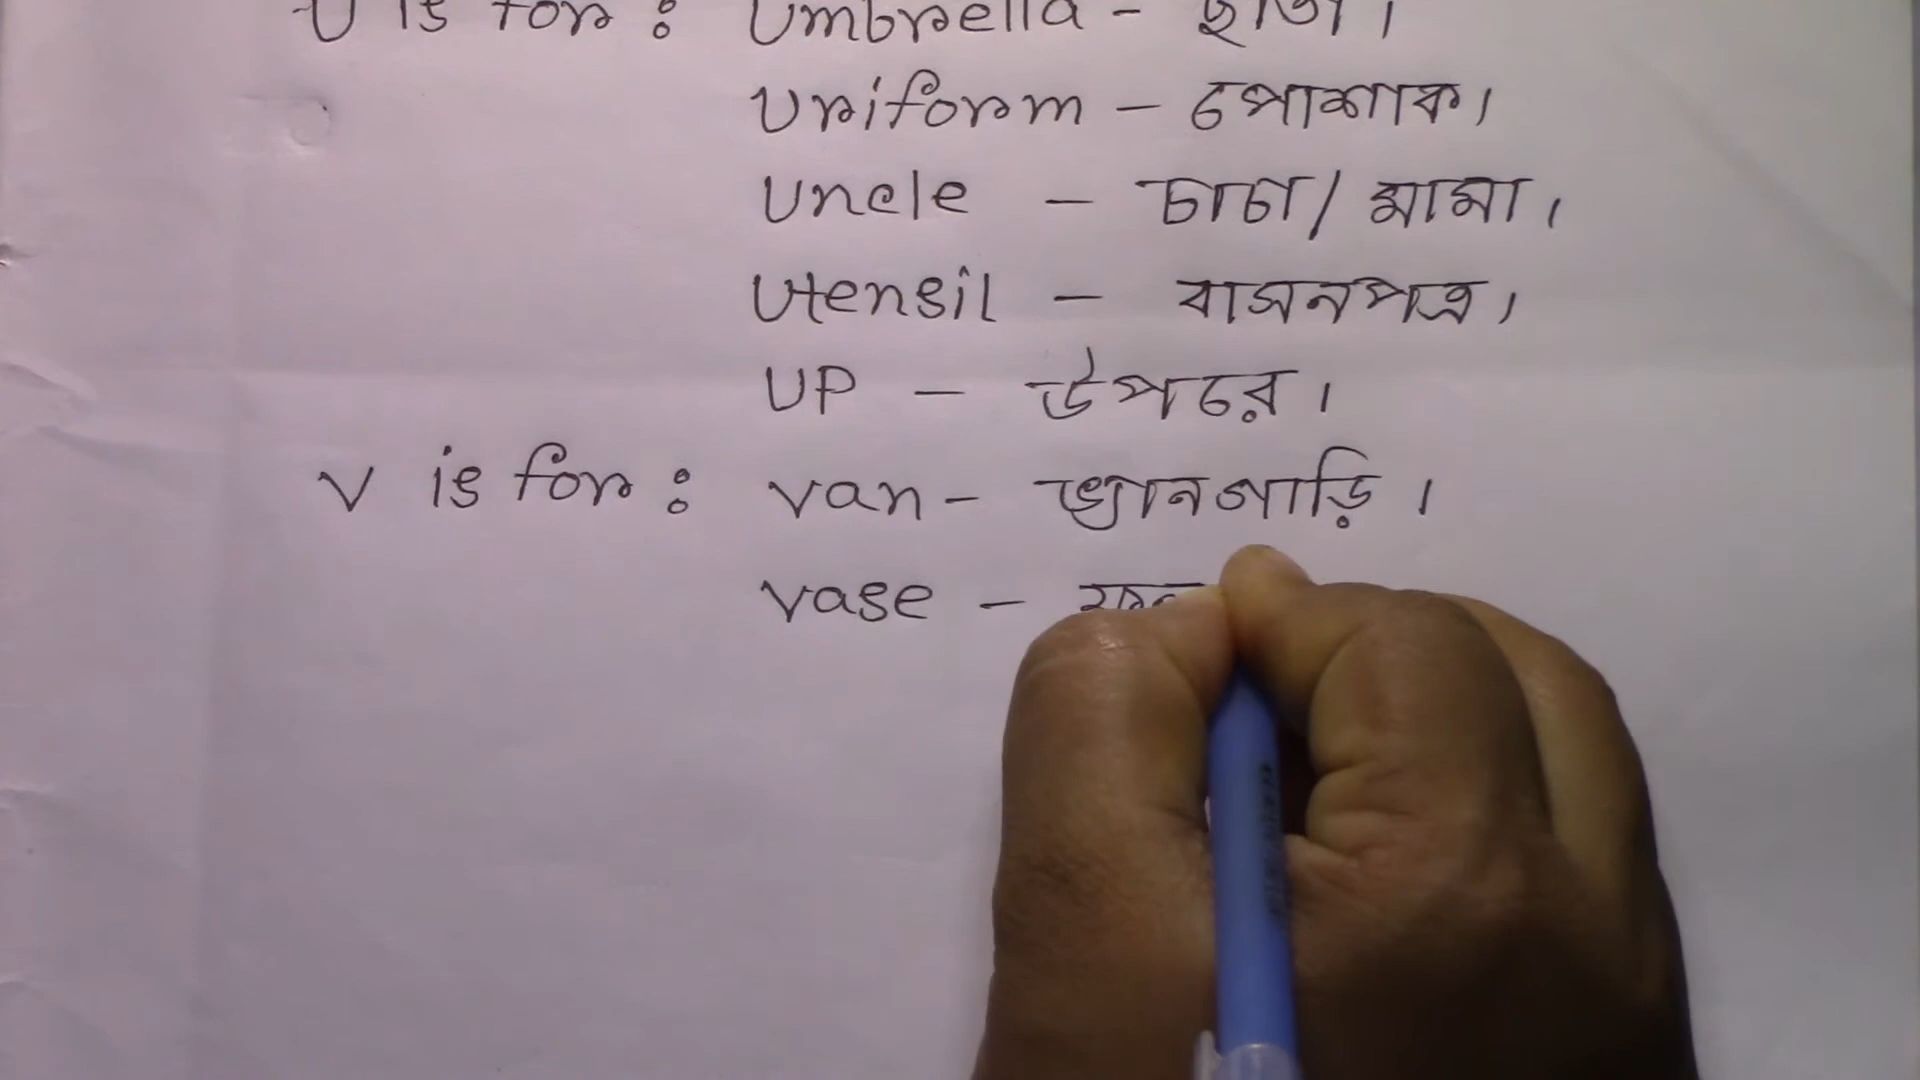 U is for : Umbrella - ছাতা।
Uniform - পোশাক।
Uncle - চাচা/ মামা।
Utensil - বাসনপত্র।
UP - উপরে।
V is for : van - ভ্যানগাড়ি।
vase -